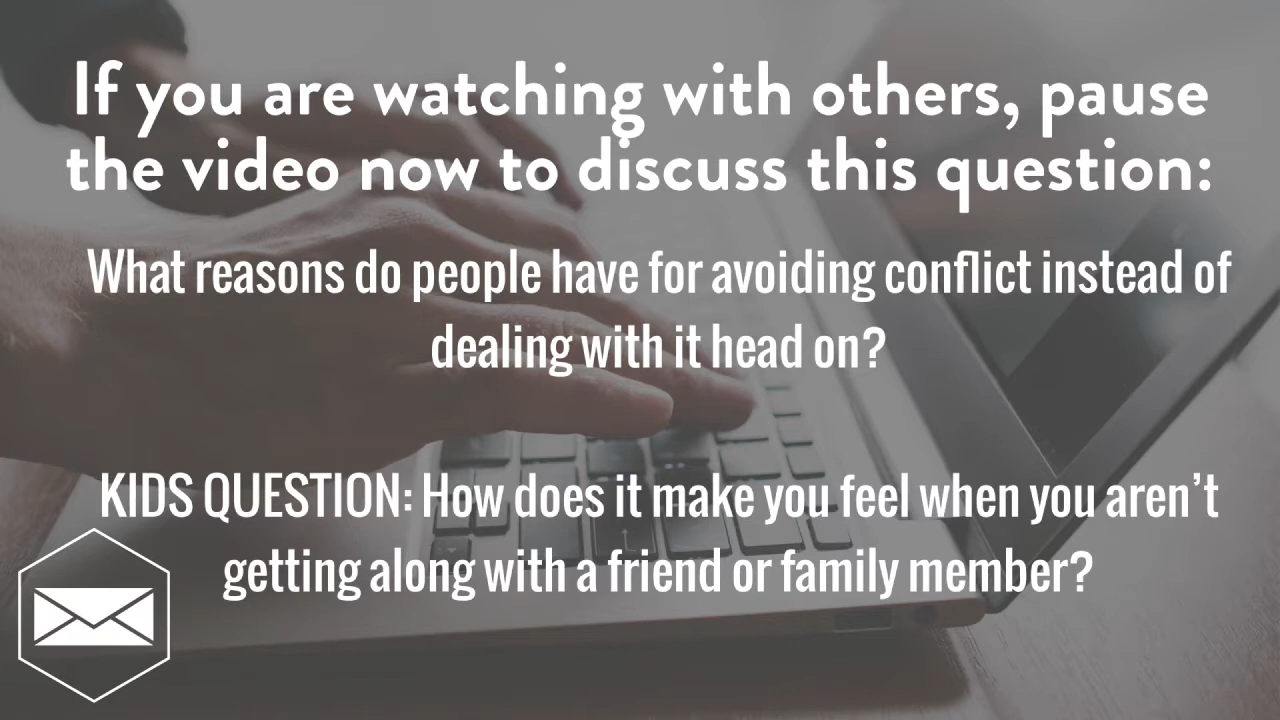 If you are watching with others, pause
the video now to discuss this question:
What reasons do people have for avoiding conflict instead of
dealing with it head on?
KIDS QUESTION: How does it make you feel when you aren’t
getting along with a friend or family member?